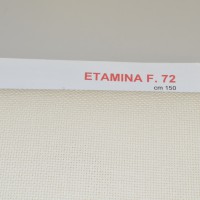 ETAMINA F. 72
cm 150